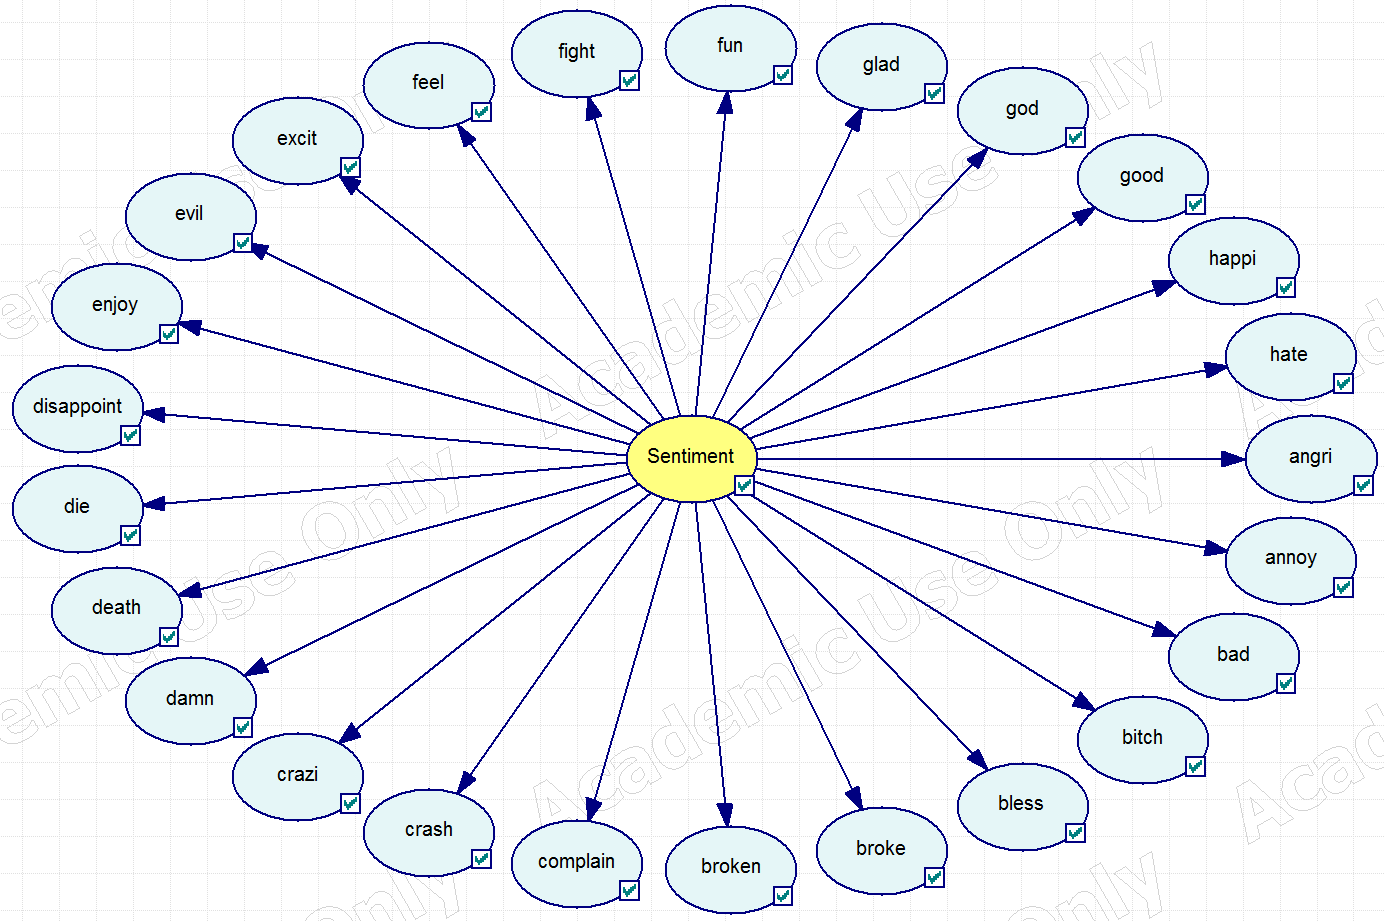 fun
fight
glad
feel
god
excit
good
evil
happi
enjoy
hate
disappoint
Sentiment
angri
die
annoy
death
bad
damn
bitch
crazi
bless
crash
broke
complain
broken
Academic Use Only
Academic Use Only
Academic Use Only
Academic Use Only